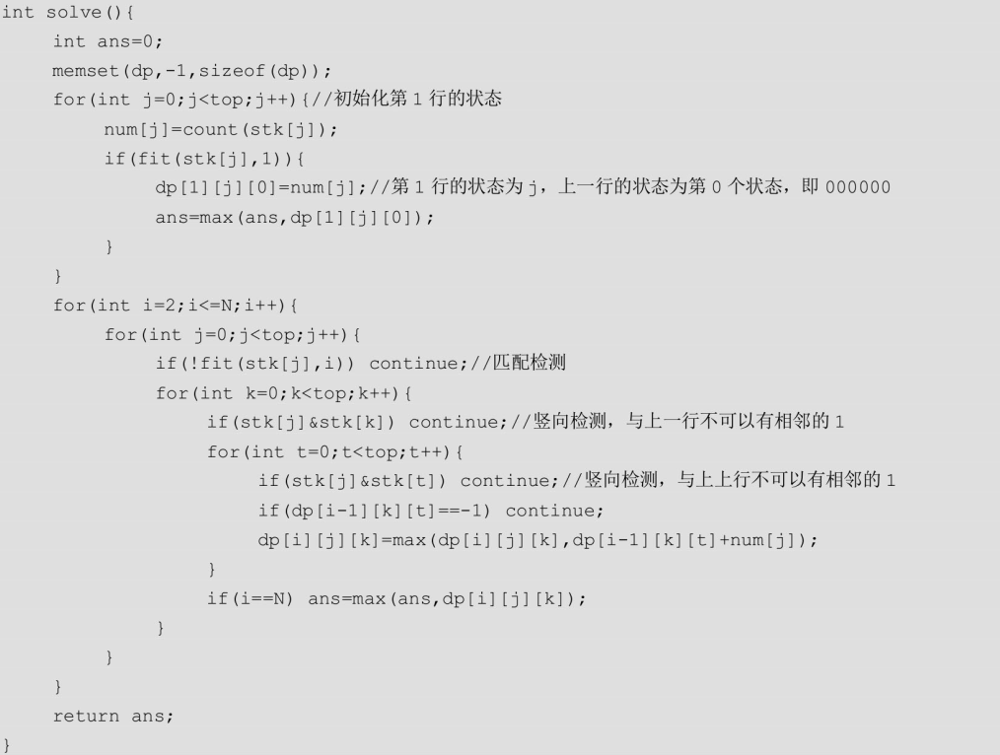 int solve(){
    int ans=0;
    memset(dp,-1,sizeof(dp));
    for(int j=0;j<top;j++){//初始化第 1 行的状态
        num[j]=count(stk[j]);
        if(fit(stk[j],1)){
            dp[1][j][0]=num[j];//第 1 行的状态为 j，上一行的状态为第 0 个状态，即 000000
            ans=max(ans,dp[1][j][0]);
        }
    }
    for(int i=2;i<=N;i++){
        for(int j=0;j<top;j++){
            if(!fit(stk[j],i)) continue;//匹配检测
            for(int k=0;k<top;k++){
                if(stk[j]&stk[k]) continue;//竖向检测，与上一行不可以有相邻的 1
                for(int t=0;t<top;t++){
                    if(stk[j]&stk[t]) continue;//竖向检测，与上上行不可以有相邻的 1
                    if(dp[i-1][k][t]==-1) continue;
                    dp[i][j][k]=max(dp[i][j][k],dp[i-1][k][t]+num[j]);
                }
                if(i==N) ans=max(ans,dp[i][j][k]);
            }
        }
    }
    return ans;
}